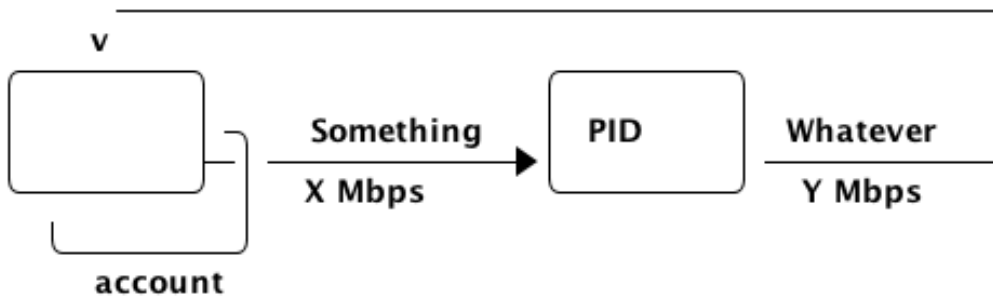 v
Something
PID
Whatever
X Mbps
Y Mbps
account